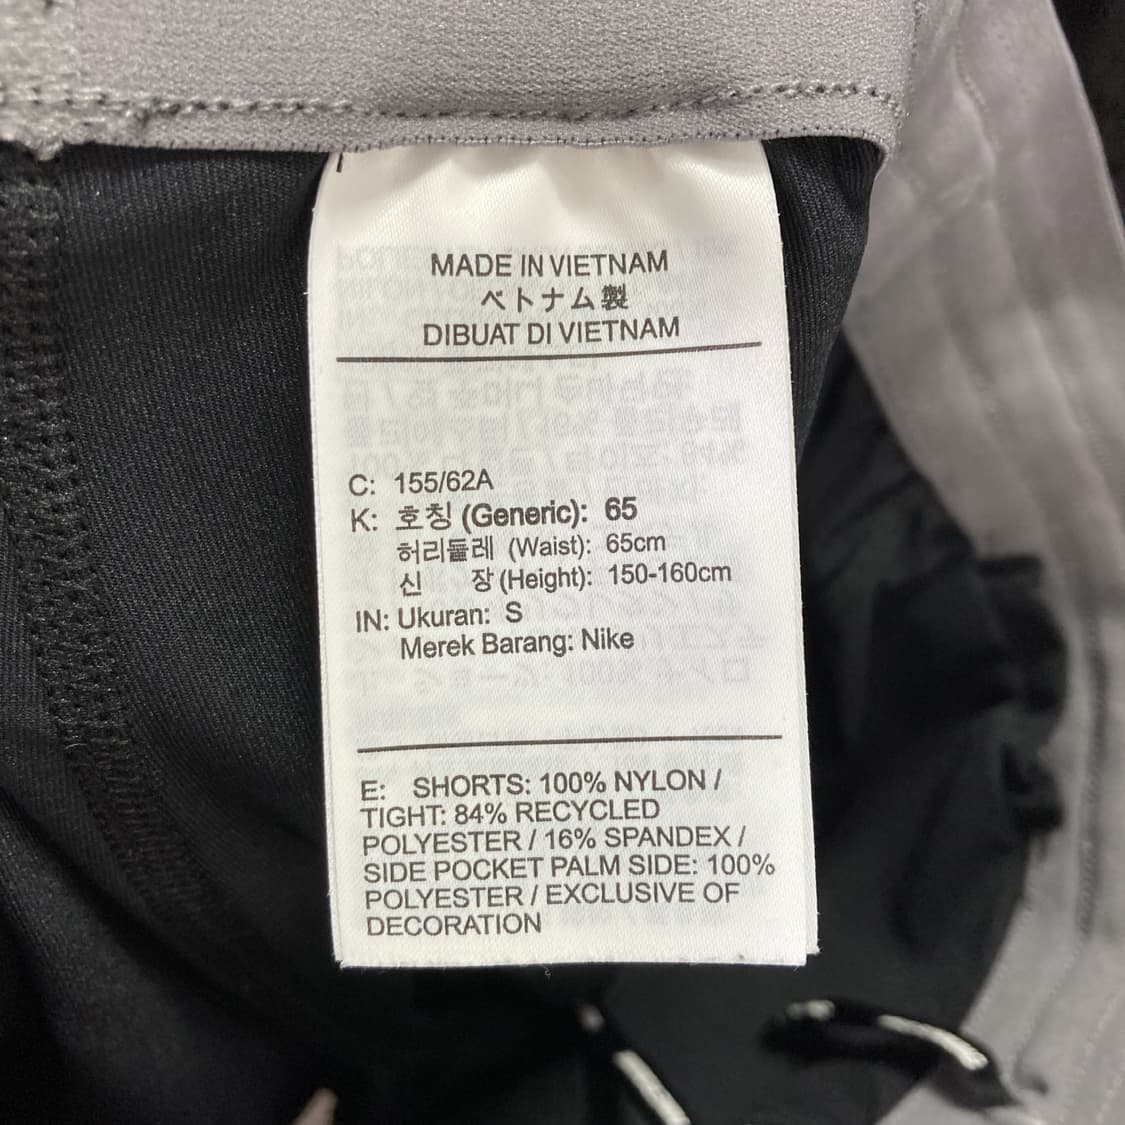 MADE IN VIETNAM
ベトナム製
DIBUAT DI VIETNAM
C: 155/62A
K: 호칭 (Generic): 65
허리둘레 (Waist): 65cm
신 장 (Height): 150-160cm
IN: Ukuran: S
Merek Barang: Nike
E: SHORTS: 100% NYLON /
TIGHT: 84% RECYCLED
POLYESTER / 16% SPANDEX /
SIDE POCKET PALM SIDE: 100%
POLYESTER / EXCLUSIVE OF
DECORATION